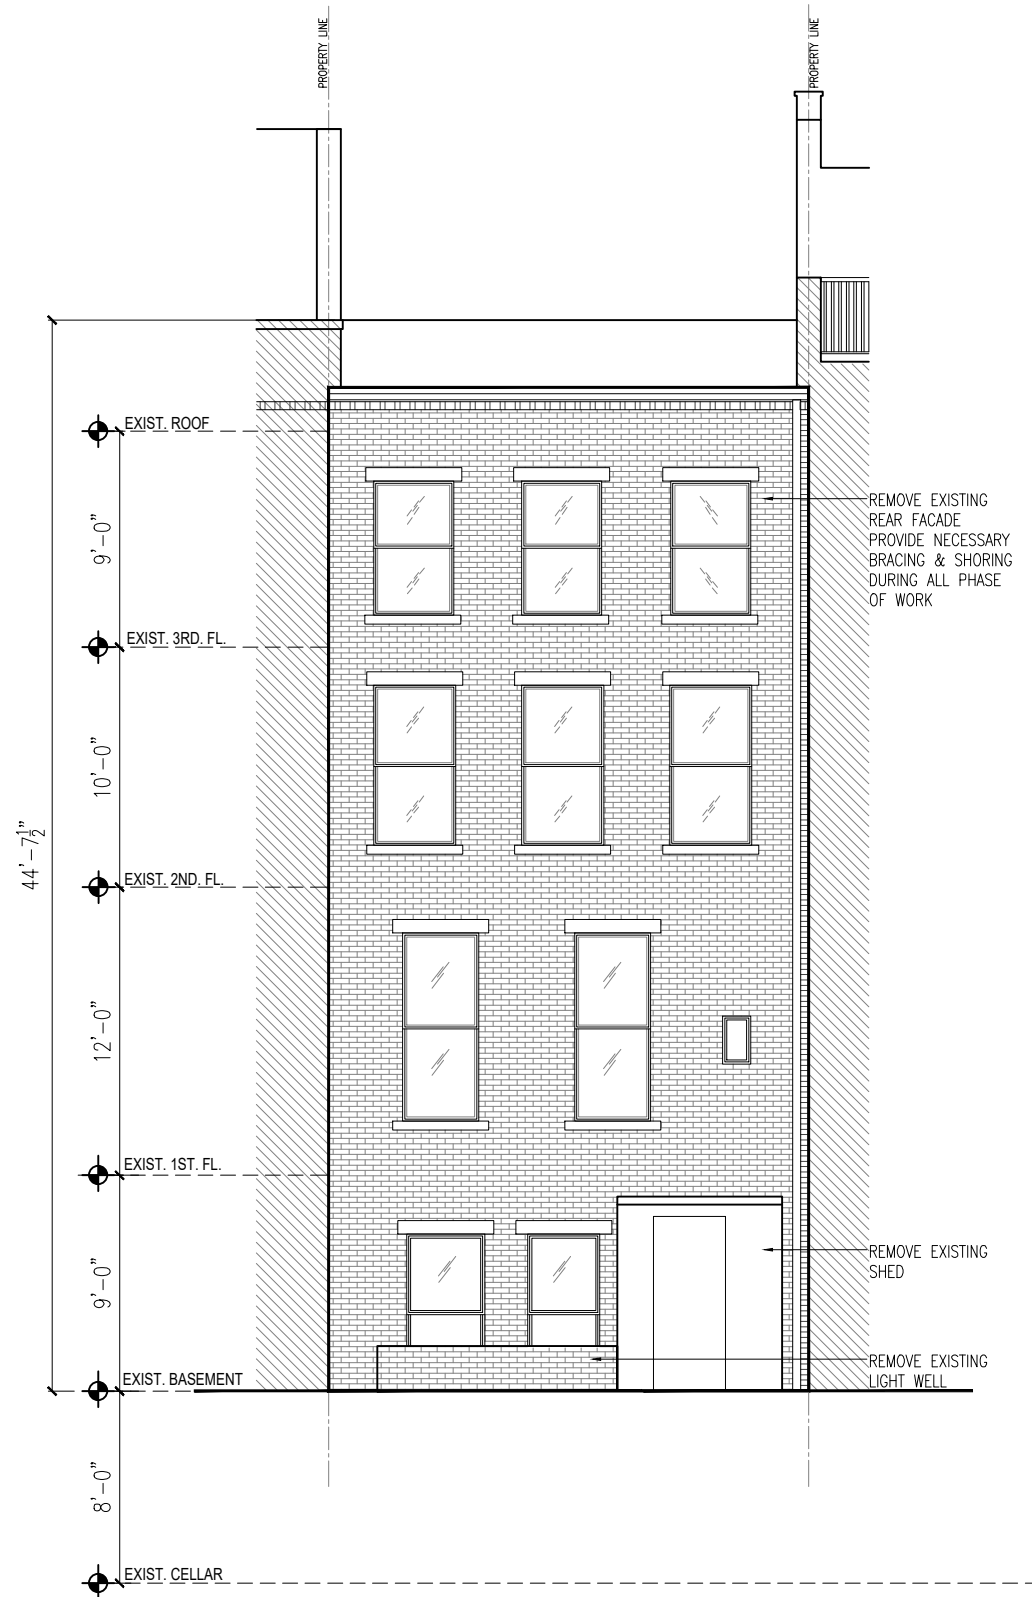 PROPERTY LINE
PROPERTY LINE
EXIST. ROOF
9'-0"
REMOVE EXISTING
REAR FACADE
PROVIDE NECESSARY
BRACING & SHORING
DURING ALL PHASE
OF WORK
EXIST. 3RD. FL.
10'-0"
44'-7½"
EXIST. 2ND. FL.
12'-0"
EXIST. 1ST. FL.
9'-0"
REMOVE EXISTING
SHED
REMOVE EXISTING
LIGHT WELL
EXIST. BASEMENT
8'-0"
EXIST. CELLAR